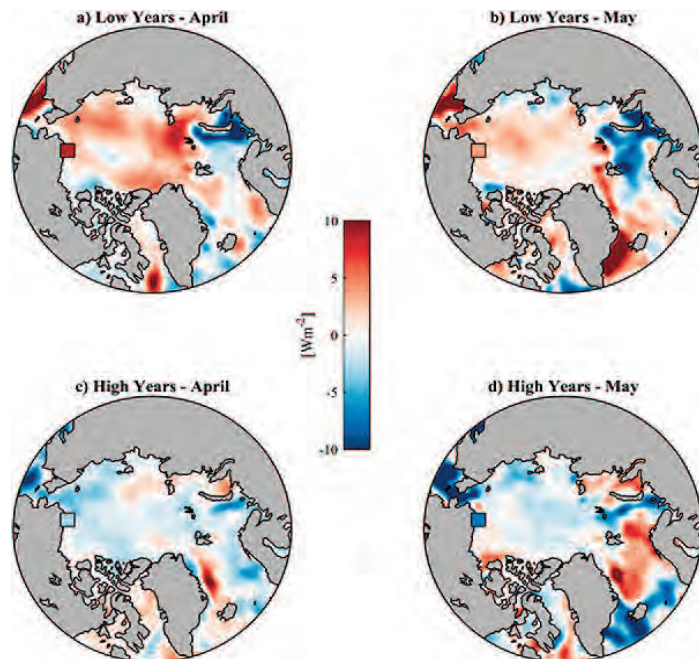 a) Low Years - April
b) Low Years - May
10
5
0
-5
-10
[Wm-2]
c) High Years - April
d) High Years - May